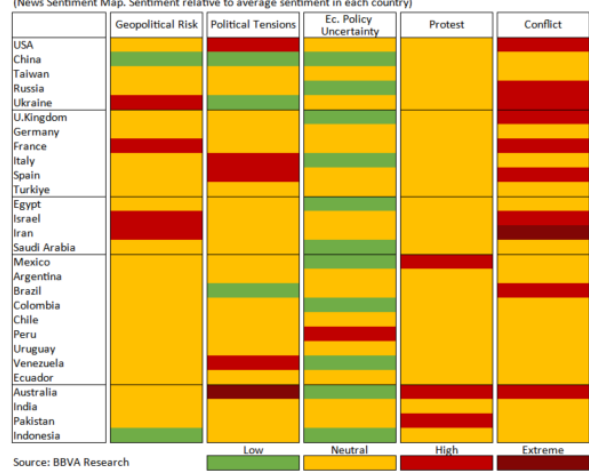 (News Sentiment Map. Sentiment relative to average sentiment in each country)
Geopolitical Risk Political Tensions Ec. Policy Uncertainty Protest Conflict
USA
China
Taiwan
Russia
Ukraine
U.Kingdom
Germany
France
Italy
Spain
Turkiye
Egypt
Israel
Iran
Saudi Arabia
Mexico
Argentina
Brazil
Colombia
Chile
Peru
Uruguay
Venezuela
Ecuador
Australia
India
Pakistan
Indonesia
Low Neutral High Extreme
Source: BBVA Research